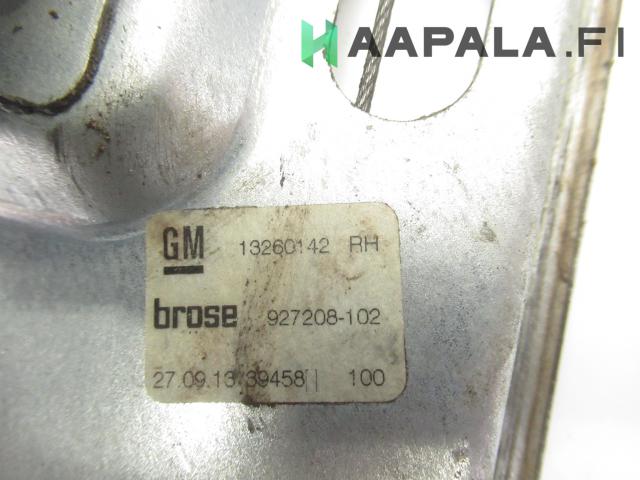 HAAPALA.FI
GM 13260142 RH
brose 927208-102
27.09.13 39458 100